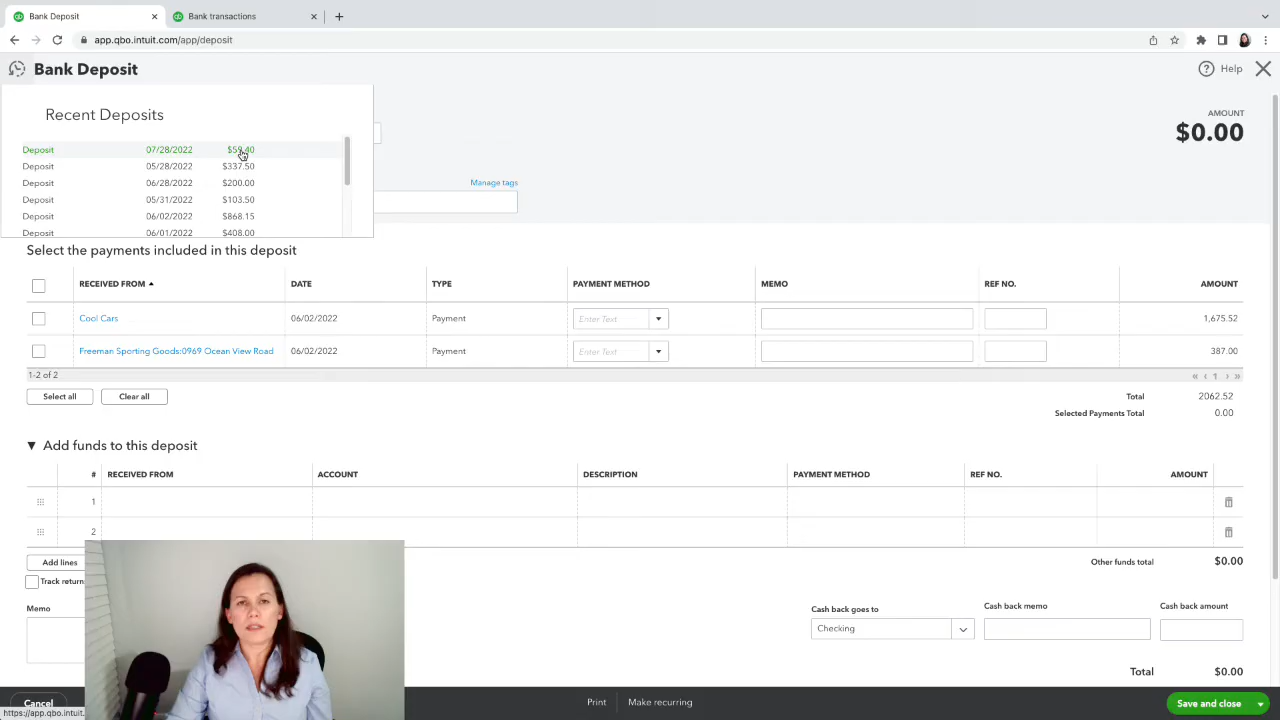 Bank Deposit
Bank transactions
app.qbo.intuit.com/app/deposit
Bank Deposit
Help
Recent Deposits
AMOUNT
$0.00
Deposit 07/28/2022 $59.40
Deposit 05/28/2022 $337.50
Deposit 06/28/2022 $200.00
Deposit 05/31/2022 $103.50
Deposit 06/02/2022 $868.15
Deposit 06/01/2022 $408.00
Manage tags
Select the payments included in this deposit
RECEIVED FROM DATE TYPE PAYMENT METHOD MEMO REF NO. AMOUNT
Cool Cars 06/02/2022 Payment Enter Text 1,675.52
Freeman Sporting Goods:0969 Ocean View Road 06/02/2022 Payment Enter Text 387.00
1-2 of 2 « ‹ 1 › »
Select all Clear all
Total 2062.52
Selected Payments Total 0.00
Add funds to this deposit
# RECEIVED FROM ACCOUNT DESCRIPTION PAYMENT METHOD REF NO. AMOUNT
1
2
Add lines
Other funds total $0.00
Track return
Memo
Cash back goes to Cash back memo Cash back amount
Checking
Total $0.00
Cancel
Print Make recurring
Save and close
https://app.qbo.intuit.